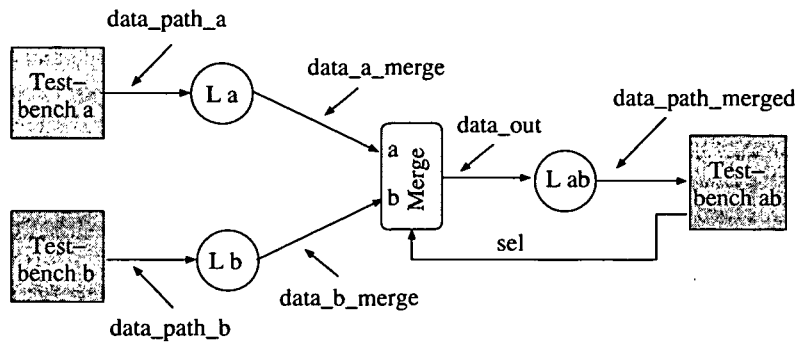 data_path_a
Test-
bench a
L a
data_a_merge
a
b
Merge
data_out
data_path_merged
L ab
Test-
bench ab
sel
Test-
bench b
L b
data_b_merge
data_path_b